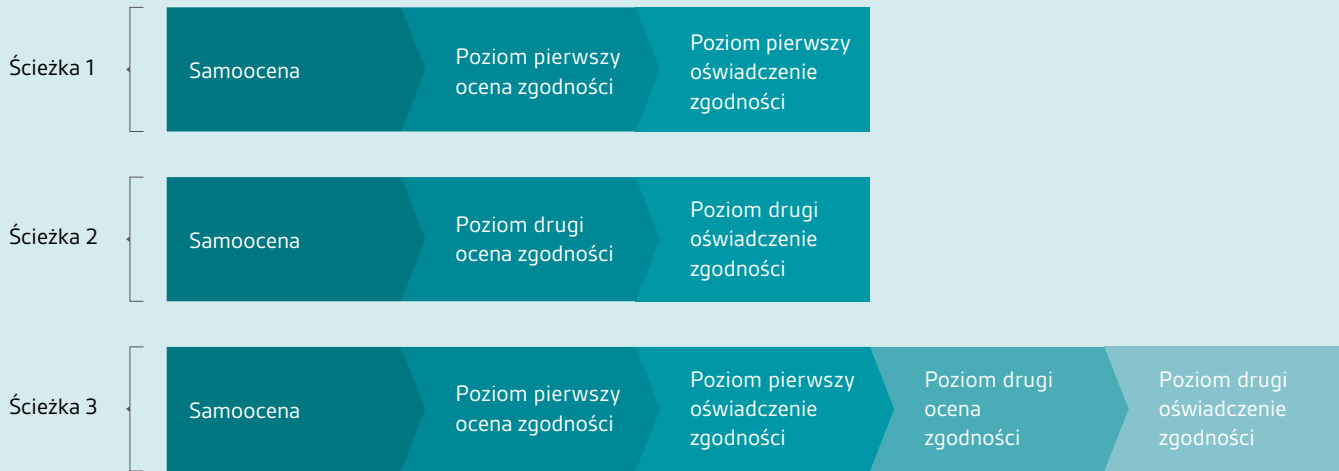 Ścieżka 1
Samoocena
Poziom pierwszy
ocena zgodności
Poziom pierwszy
oświadczenie
zgodności
Ścieżka 2
Samoocena
Poziom drugi
ocena zgodności
Poziom drugi
oświadczenie
zgodności
Ścieżka 3
Samoocena
Poziom pierwszy
ocena zgodności
Poziom pierwszy
oświadczenie
zgodności
Poziom drugi
ocena
zgodności
Poziom drugi
oświadczenie
zgodności